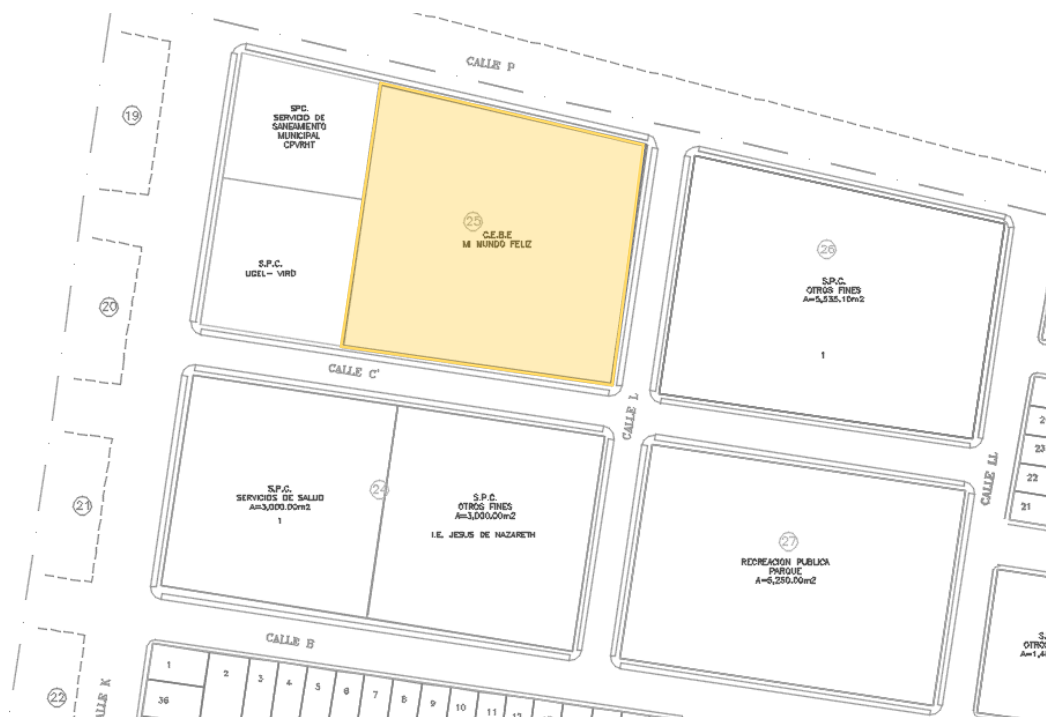 CALLE P
19
SPC.
SERVICIO DE
SANEAMIENTO
MUNICIPAL
CPVRHT
25
C.E.B.E
MI MUNDO FELIZ
26
S.P.C.
UGEL- VIRÚ
S.P.C.
OTROS FINES
A=5,535.10m2
1
20
CALLE C'
CALLE L
24
S.P.C.
SERVICIOS DE SALUD
A=3,000.00m2
1
S.P.C.
OTROS FINES
A=3,000.00m2
I.E. JESUS DE NAZARETH
21
CALLE LL
23
22
21
27
RECREACION PUBLICA
PARQUE
A=6,250.00m2
CALLE B
22
CALLE K
1
36
2
3
4
5
6
7
8
9
10
11
12